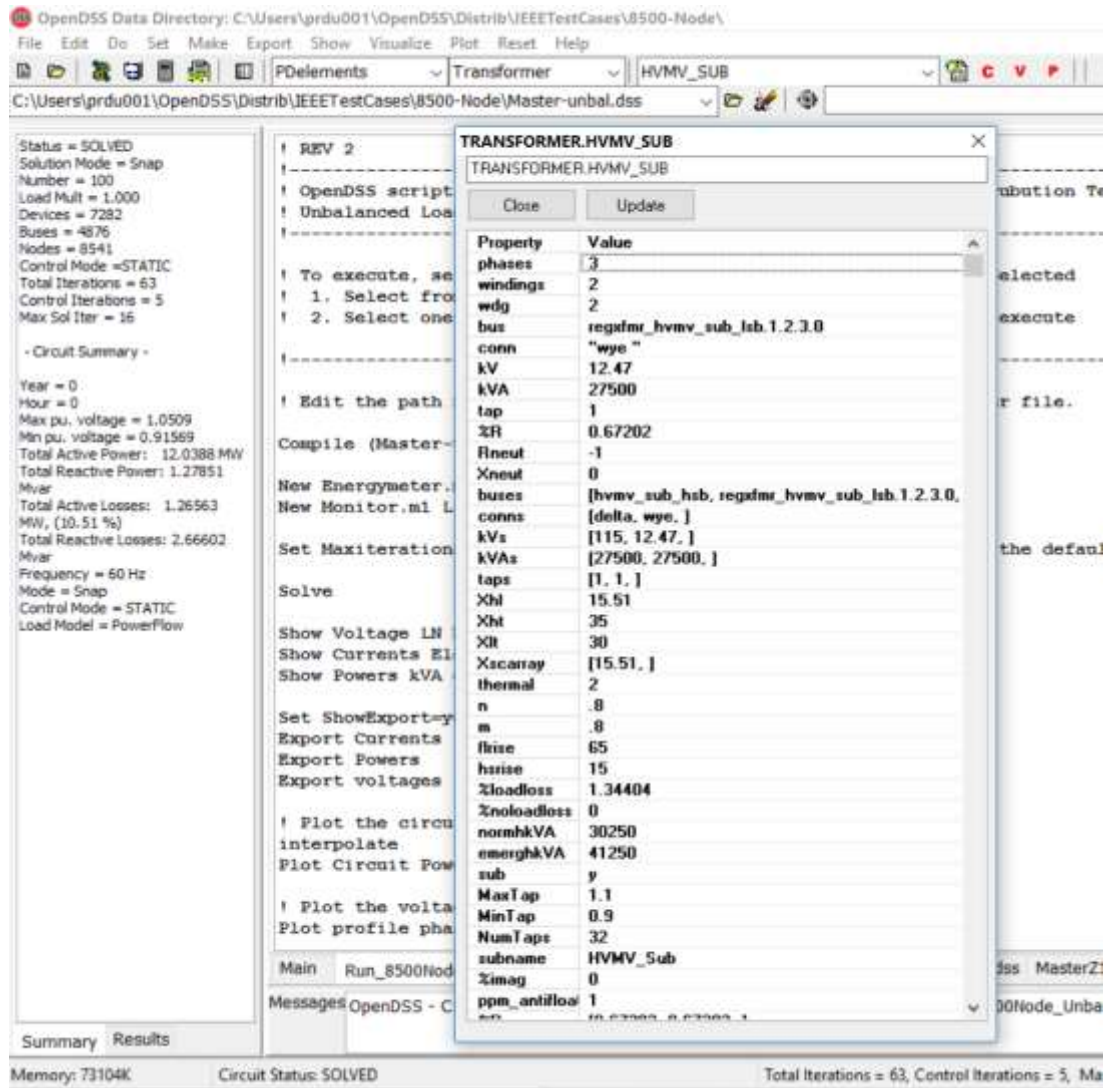 OpenDSS Data Directory: C:\Users\prdu001\OpenDSS\Distrib\IEEETestCases\8500-Node\
File Edit Do Set Make Export Show Visualize Plot Reset Help
PDelements Transformer HVMV_SUB C V P
C:\Users\prdu001\OpenDSS\Distrib\IEEETestCases\8500-Node\Master-unbal.dss
Status = SOLVED
Solution Mode = Snap
Number = 100
Load Mult = 1.000
Devices = 7282
Buses = 4876
Nodes = 8541
Control Mode =STATIC
Total Iterations = 63
Control Iterations = 5
Max Sol Iter = 16
- Circuit Summary -
Year = 0
Hour = 0
Max pu. voltage = 1.0509
Min pu. voltage = 0.91569
Total Active Power: 12.0388 MW
Total Reactive Power: 1.27851
Mvar
Total Active Losses: 1.26563
MW, (10.51 %)
Total Reactive Losses: 2.66602
Mvar
Frequency = 60 Hz
Mode = Snap
Control Mode = STATIC
Load Model = PowerFlow
Summary Results
! REV 2
!
! OpenDSS script
ubution Te
! Unbalanced Loa
!
! To execute, se
elected
! 1. Select fro
! 2. Select one
execute
!
! Edit the path
r file.
Compile (Master-
New Energymeter.
New Monitor.m1 L
Set Maxiteration
the defaul
Solve
Show Voltage LN
Show Currents El
Show Powers kVA
Set ShowExport=y
Export Currents
Export Powers
Export voltages
! Plot the circu
interpolate
Plot Circuit Pow
! Plot the volta
Plot profile pha
Main Run_8500Nod
dss MasterZ
Messages OpenDSS - C
00Node_Unba
TRANSFORMER.HVMV_SUB
TRANSFORMER.HVMV_SUB
Close Update
Property Value
phases 3
windings 2
wdg 2
bus regxfmr_hvmv_sub_lsb.1.2.3.0
conn "wye "
kV 12.47
kVA 27500
tap 1
%R 0.67202
Rneut -1
Xneut 0
buses [hvmv_sub_hsb, regxfmr_hvmv_sub_lsb.1.2.3.0,
conns [delta, wye, ]
kVs [115, 12.47, ]
kVAs [27500, 27500, ]
taps [1, 1, ]
Xhl 15.51
Xht 35
Xlt 30
Xscarray [15.51, ]
thermal 2
n .8
m .8
flrise 65
hsrise 15
%loadloss 1.34404
%noloadloss 0
normhkVA 30250
emerghkVA 41250
sub y
MaxTap 1.1
MinTap 0.9
NumTaps 32
subname HVMV_Sub
%imag 0
ppm_antifloat 1
Memory: 73104K Circuit Status: SOLVED Total Iterations = 63, Control Iterations = 5, Ma